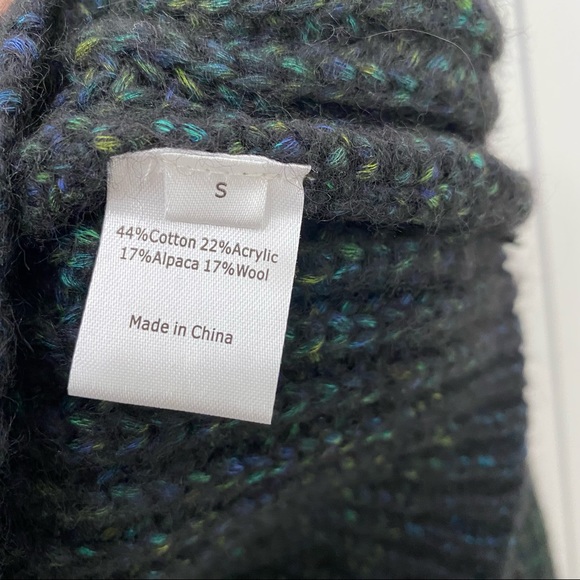 S
44%Cotton 22%Acrylic
17%Alpaca 17%Wool
Made in China